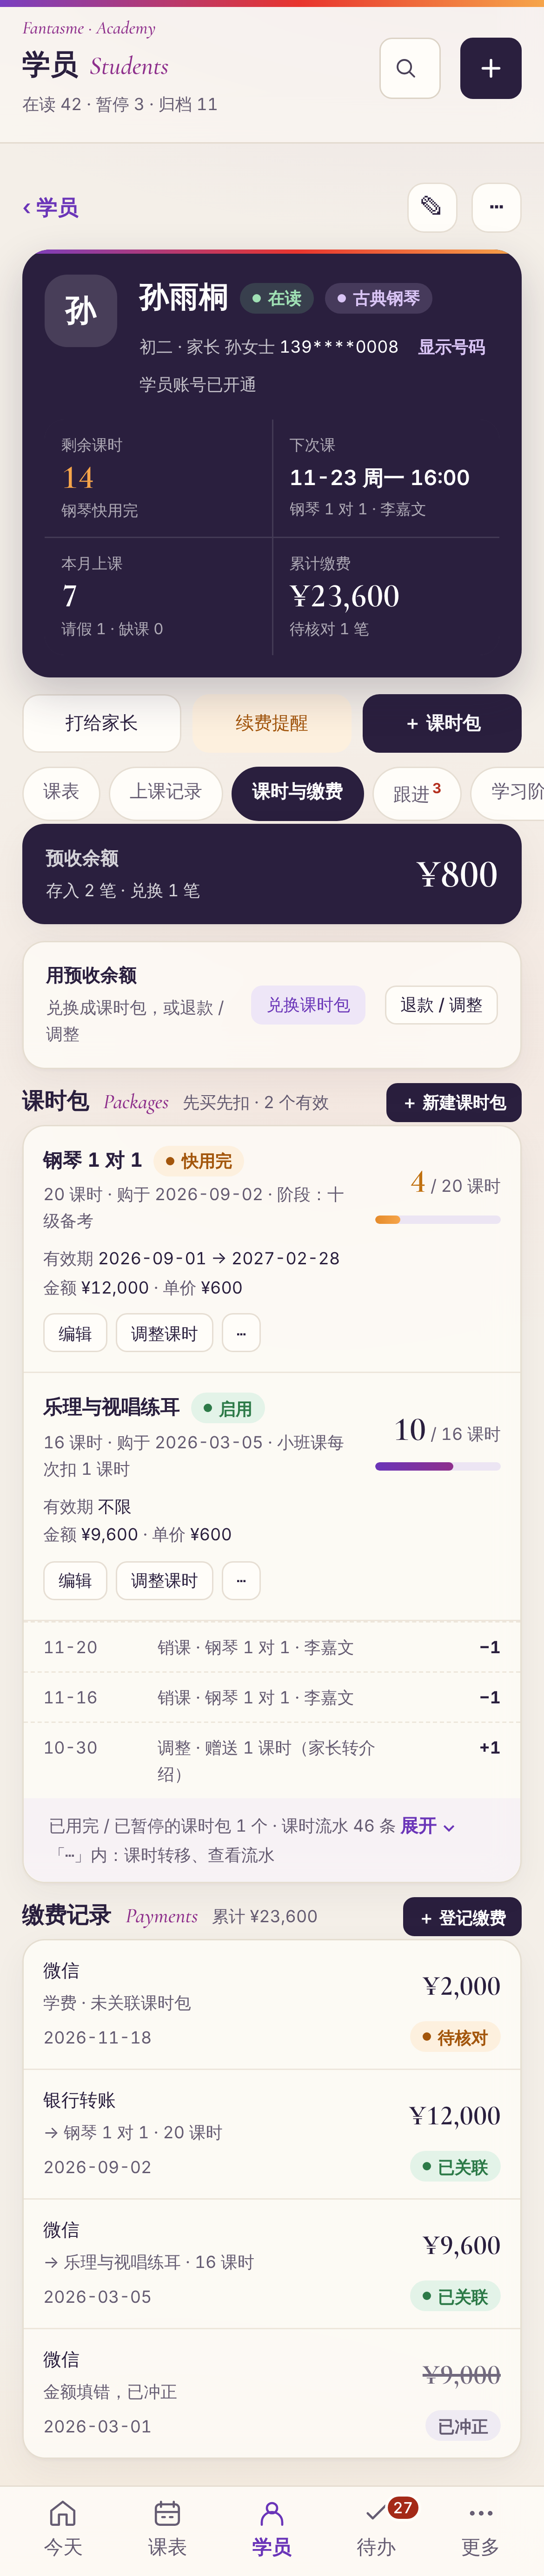 Fantasme · Academy
学员 Students
在读 42 · 暂停 3 · 归档 11
‹ 学员
孙
孙雨桐 在读 古典钢琴
初二 · 家长 孙女士 139****0008 显示号码
学员账号已开通
剩余课时
14
钢琴快用完
下次课
11-23 周一 16:00
钢琴 1 对 1 · 李嘉文
本月上课
7
请假 1 · 缺课 0
累计缴费
¥23,600
待核对 1 笔
打给家长
续费提醒
+ 课时包
课表
上课记录
课时与缴费
跟进 3
学习阶
预收余额
存入 2 笔 · 兑换 1 笔
¥800
用预收余额
兑换成课时包，或退款 /
调整
兑换课时包
退款 / 调整
课时包 Packages 先买先扣 · 2 个有效
+ 新建课时包
钢琴 1 对 1 快用完
20 课时 · 购于 2026-09-02 · 阶段：十
级备考
4 / 20 课时
有效期 2026-09-01 → 2027-02-28
金额 ¥12,000 · 单价 ¥600
编辑
调整课时
···
乐理与视唱练耳 启用
16 课时 · 购于 2026-03-05 · 小班课每
次扣 1 课时
10 / 16 课时
有效期 不限
金额 ¥9,600 · 单价 ¥600
编辑
调整课时
···
11-20 销课 · 钢琴 1 对 1 · 李嘉文 −1
11-16 销课 · 钢琴 1 对 1 · 李嘉文 −1
10-30 调整 · 赠送 1 课时（家长转介
绍） +1
已用完 / 已暂停的课时包 1 个 · 课时流水 46 条 展开
「···」内：课时转移、查看流水
缴费记录 Payments 累计 ¥23,600
+ 登记缴费
微信
学费 · 未关联课时包
2026-11-18
¥2,000
待核对
银行转账
→ 钢琴 1 对 1 · 20 课时
2026-09-02
¥12,000
已关联
微信
→ 乐理与视唱练耳 · 16 课时
2026-03-05
¥9,600
已关联
微信
金额填错，已冲正
2026-03-01
¥9,000
已冲正
今天
课表
学员
27
待办
更多